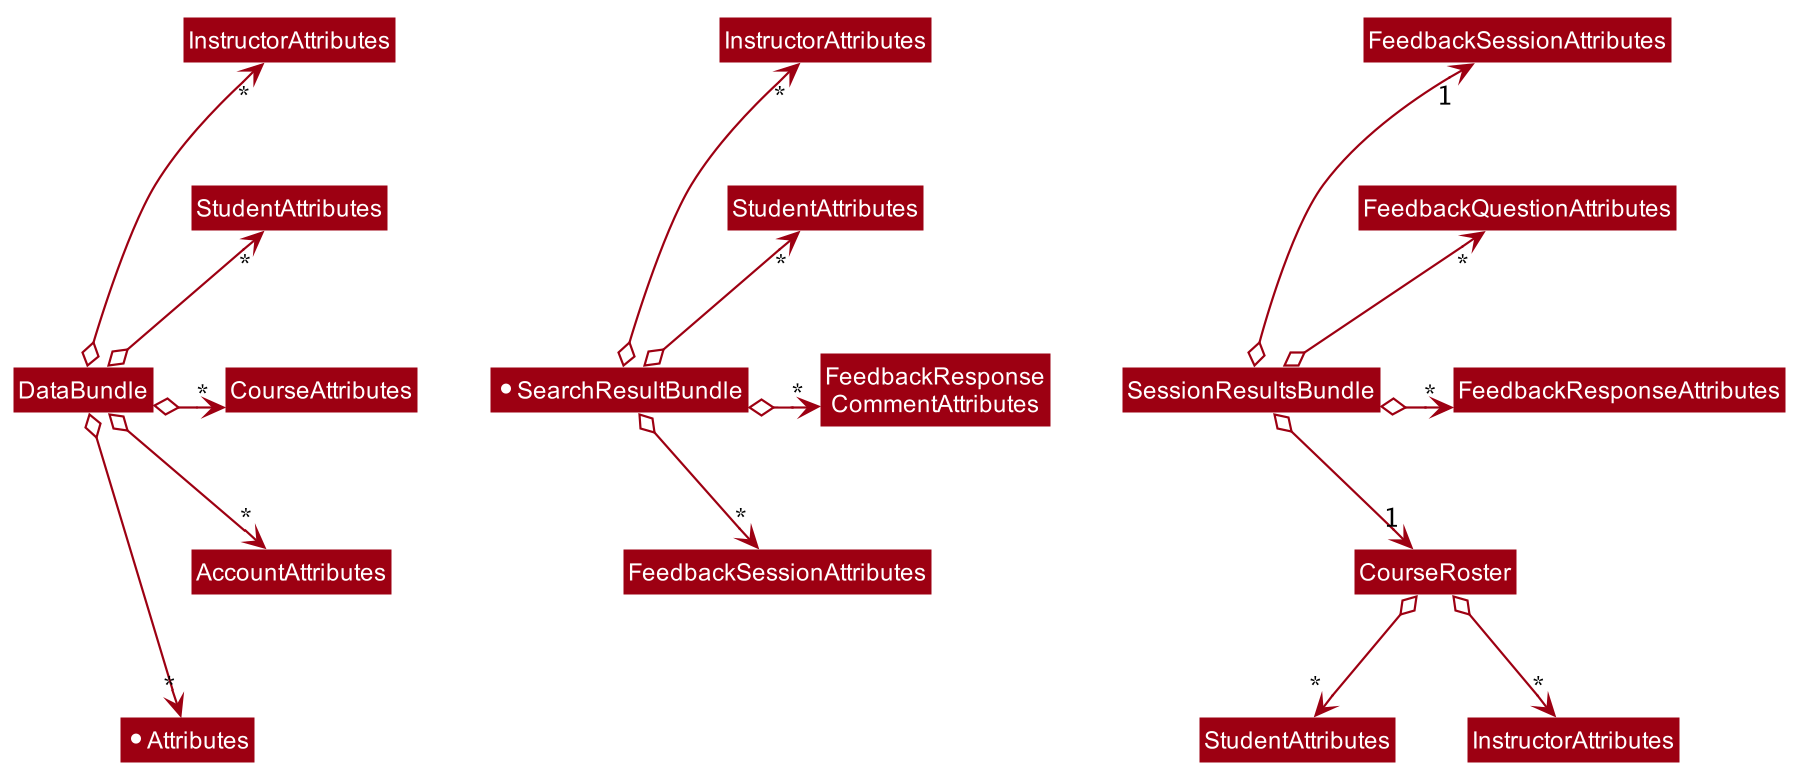 InstructorAttributes
*
StudentAttributes
*
DataBundle
*
CourseAttributes
*
AccountAttributes
*
•Attributes
InstructorAttributes
*
StudentAttributes
*
•SearchResultBundle
*
FeedbackResponse
CommentAttributes
*
FeedbackSessionAttributes
FeedbackSessionAttributes
1
FeedbackQuestionAttributes
*
SessionResultsBundle
*
FeedbackResponseAttributes
1
CourseRoster
*
*
StudentAttributes
InstructorAttributes